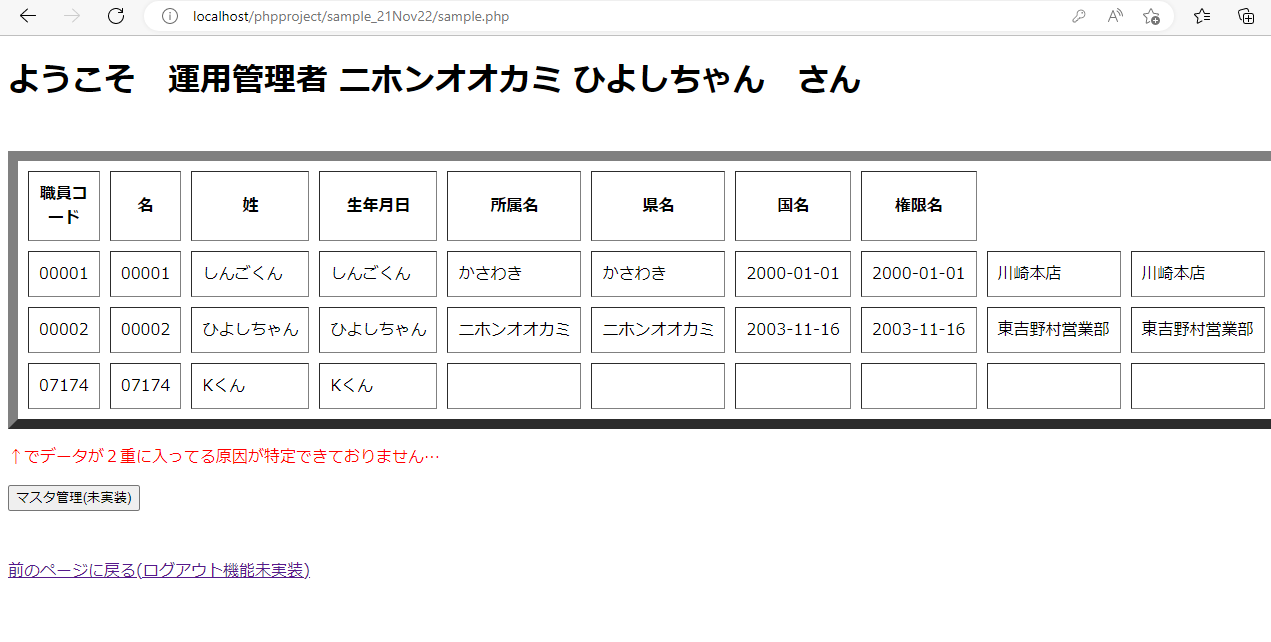 localhost/phpproject/sample_21Nov22/sample.php
ようこそ　運用管理者 ニホンオオカミ ひよしちゃん　さん
職員コード 名 姓 生年月日 所属名 県名 国名 権限名
00001 00001 しんごくん しんごくん かさわき かさわき 2000-01-01 2000-01-01 川崎本店 川崎本店
00002 00002 ひよしちゃん ひよしちゃん ニホンオオカミ ニホンオオカミ 2003-11-16 2003-11-16 東吉野村営業部 東吉野村営業部
07174 07174 Kくん Kくん
↑でデータが２重に入ってる原因が特定できておりません…
マスタ管理(未実装)
前のページに戻る(ログアウト機能未実装)